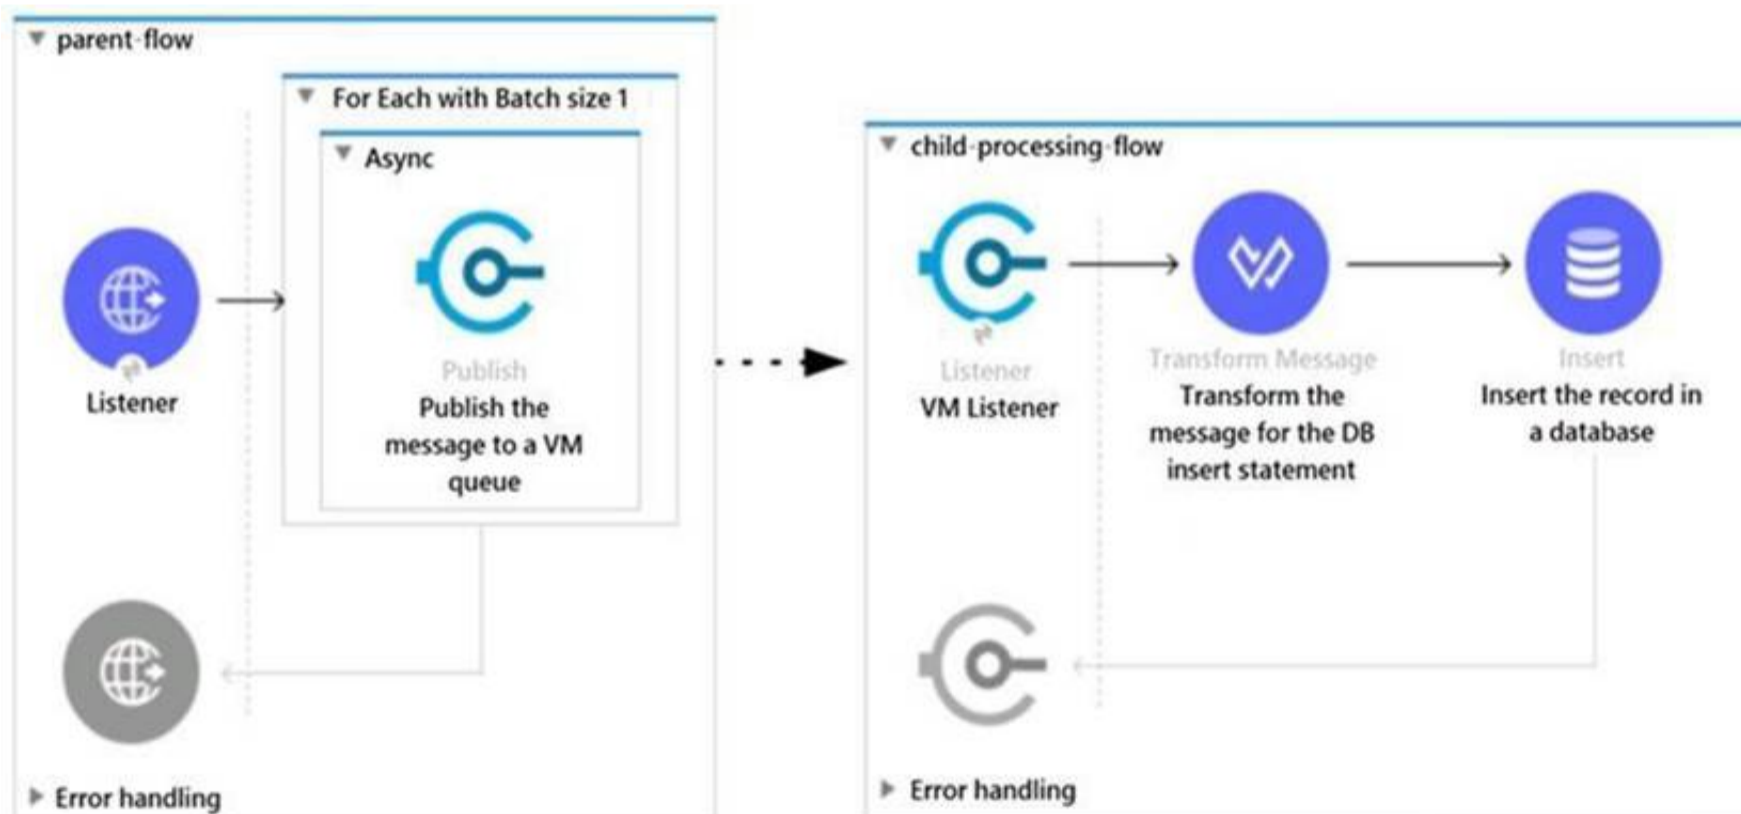 parent-flow
For Each with Batch size 1
Async
Listener
Publish
Publish the
message to a VM
queue
Error handling
child-processing-flow
Listener
VM Listener
Transform Message
Transform the
message for the DB
insert statement
Insert
Insert the record in
a database
Error handling